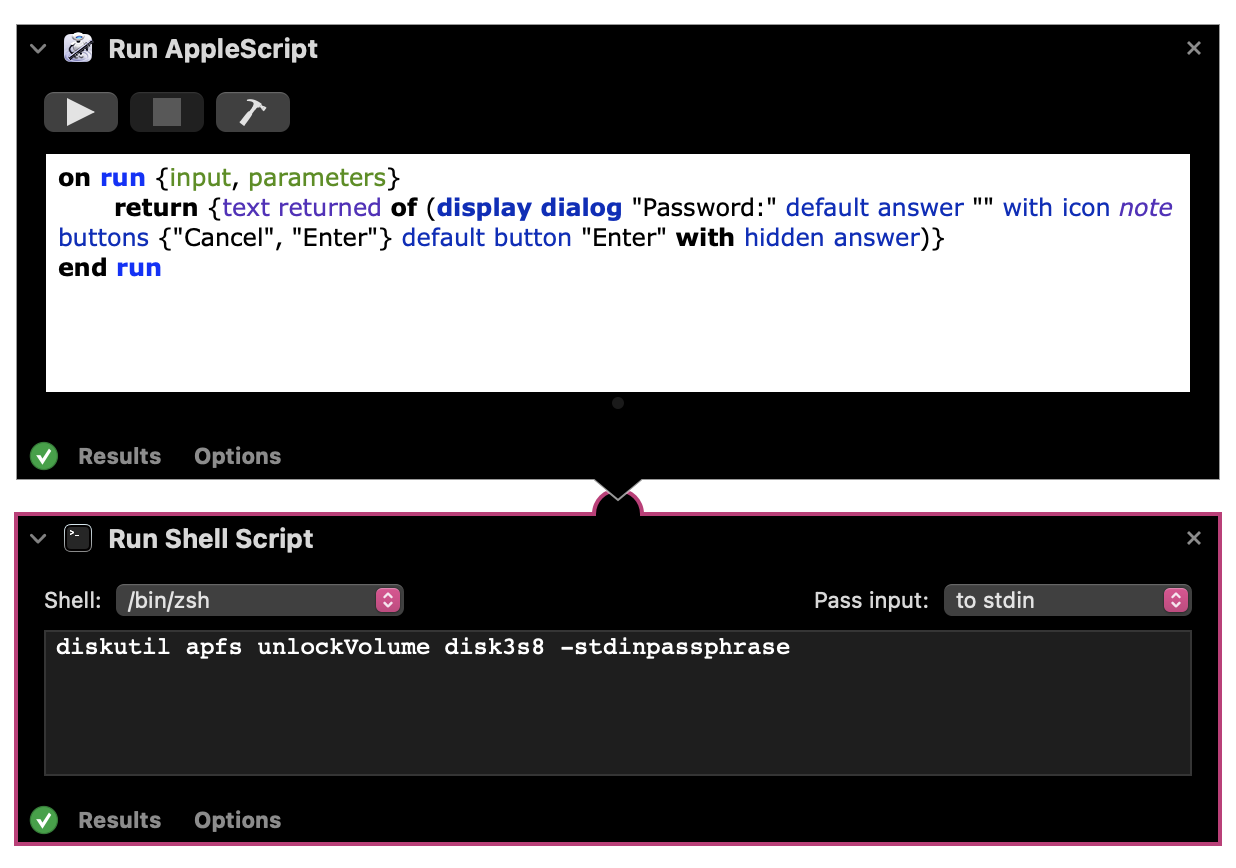 Run AppleScript
on run {input, parameters}
return {text returned of (display dialog "Password:" default answer "" with icon note
buttons {"Cancel", "Enter"} default button "Enter" with hidden answer)}
end run
Results Options
Run Shell Script
Shell: /bin/zsh Pass input: to stdin
diskutil apfs unlockVolume disk3s8 -stdinpassphrase
Results Options